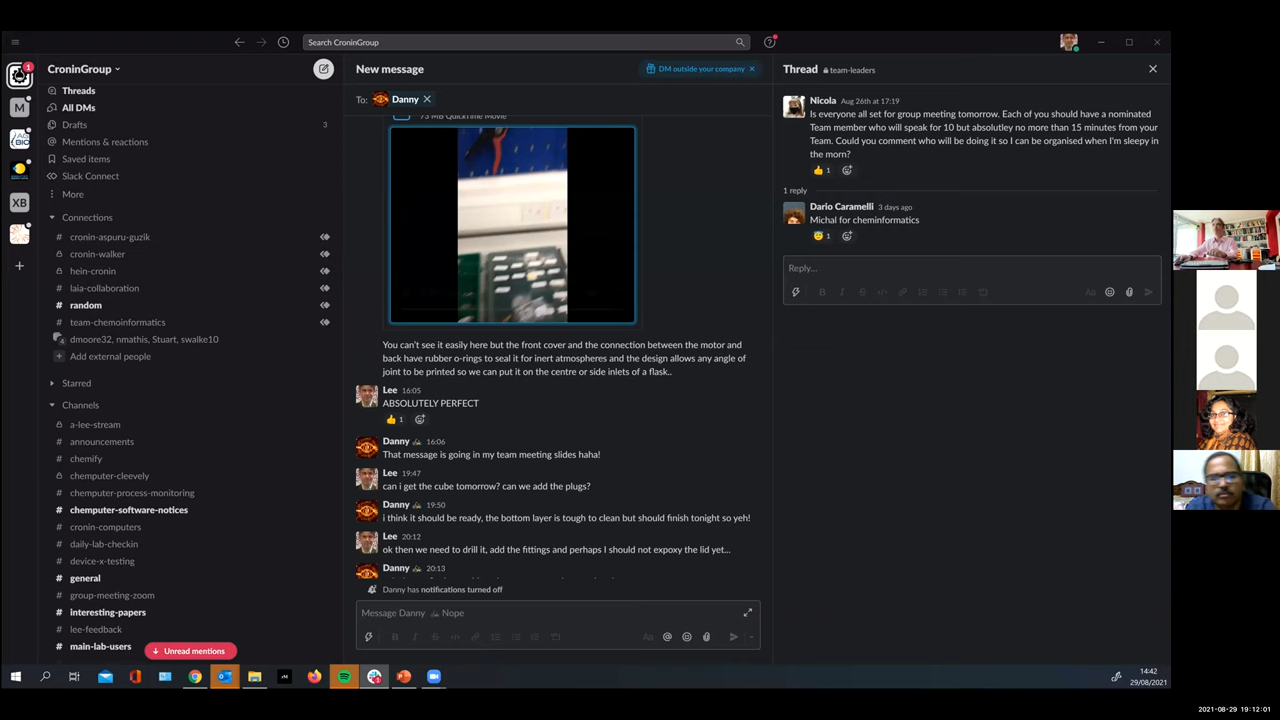 Search CroninGroup
CroninGroup
1
Threads
All DMs
Drafts
3
Mentions & reactions
Saved items
Slack Connect
More
Connections
# cronin-aspuru-guzik
cronin-walker
hein-cronin
# laia-collaboration
# random
# team-chemoinformatics
4 dmoore32, nmathis, Stuart, swalke10
+ Add external people
Starred
Channels
a-lee-stream
# announcements
# chemify
chemputer-cleevely
# chemputer-process-monitoring
# chemputer-software-notices
# cronin-computers
# daily-lab-checkin
# device-x-testing
# general
# group-meeting-zoom
# interesting-papers
# lee-feedback
# main-lab-users
Unread mentions
M
XB
+
New message
DM outside your company ×
To: Danny ×
73 MB QuickTime Movie
You can't see it easily here but the front cover and the connection between the motor and
back have rubber o-rings to seal it for inert atmospheres and the design allows any angle of
joint to be printed so we can put it on the centre or side inlets of a flask..
Lee 16:05
ABSOLUTELY PERFECT
1
Danny 16:06
That message is going in my team meeting slides haha!
Lee 19:47
can i get the cube tomorrow? can we add the plugs?
Danny 19:50
i think it should be ready, the bottom layer is tough to clean but should finish tonight so yeh!
Lee 20:12
ok then we need to drill it, add the fittings and perhaps I should not expoxy the lid yet...
Danny 20:13
Danny has notifications turned off
Message Danny Nope
Aa
@
Thread team-leaders
Nicola Aug 26th at 17:19
Is everyone all set for group meeting tomorrow. Each of you should have a nominated
Team member who will speak for 10 but absolutley no more than 15 minutes from your
Team. Could you comment who will be doing it so I can be organised when I'm sleepy in
the morn?
1
1 reply
Dario Caramelli 3 days ago
Michal for cheminformatics
1
Reply...
Aa
14:42
29/08/2021
2021-08-29 19:12:01